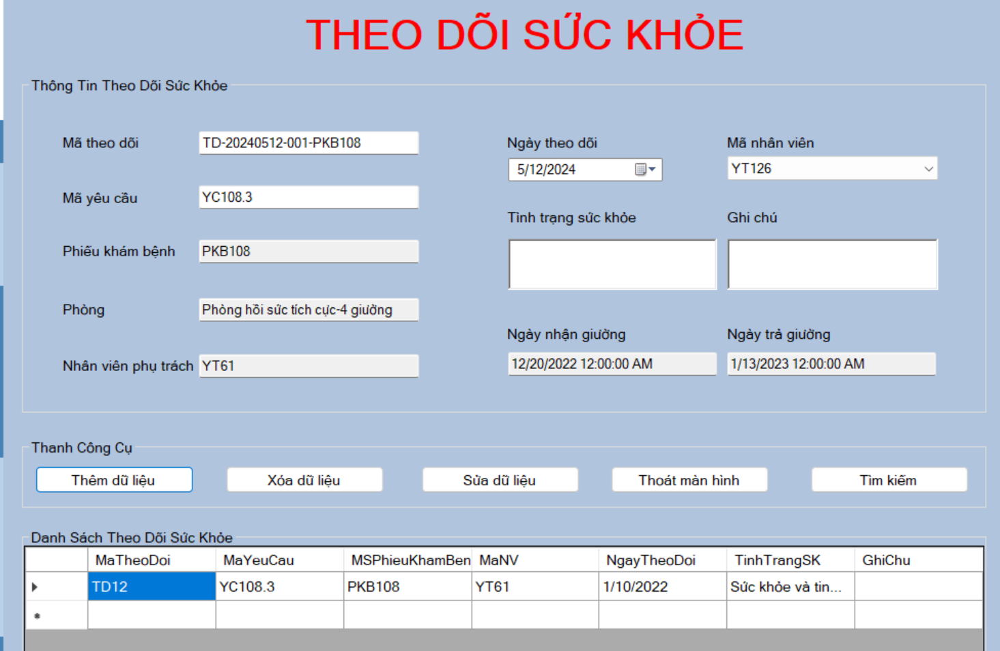 THEO DÕI SỨC KHỎE
Thông Tin Theo Dõi Sức Khỏe
Mã theo dõi TD-20240512-001-PKB108
Ngày theo dõi Mã nhân viên
5/12/2024 YT126
Mã yêu cầu YC108.3
Tình trạng sức khỏe Ghi chú
Phiếu khám bệnh PKB108
Phòng Phòng hồi sức tích cực-4 giường
Ngày nhận giường Ngày trả giường
12/20/2022 12:00:00 AM 1/13/2023 12:00:00 AM
Nhân viên phụ trách YT61
Thanh Công Cụ
Thêm dữ liệu Xóa dữ liệu Sửa dữ liệu Thoát màn hình Tìm kiếm
Danh Sách Theo Dõi Sức Khỏe
MaTheoDoi MaYeuCau MSPhieuKhamBen MaNV NgayTheoDoi TinhTrangSK GhiChu
TD12 YC108.3 PKB108 YT61 1/10/2022 Sức khỏe và tin...